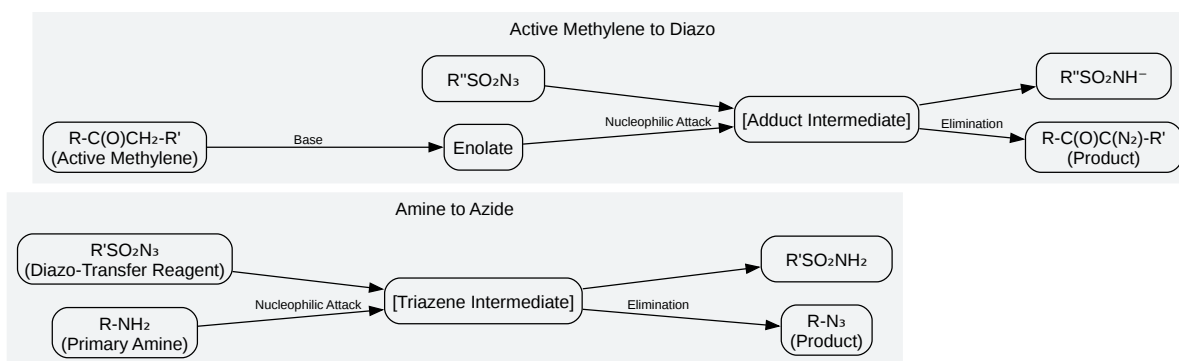 Active Methylene to Diazo
R''SO₂N₃
R''SO₂NH⁻
R-C(O)CH₂-R'
(Active Methylene)
Base
Enolate
Nucleophilic Attack
[Adduct Intermediate]
Elimination
R-C(O)C(N₂)-R'
(Product)
Amine to Azide
R'SO₂N₃
(Diazo-Transfer Reagent)
R-NH₂
(Primary Amine)
Nucleophilic Attack
[Triazene Intermediate]
R'SO₂NH₂
Elimination
R-N₃
(Product)